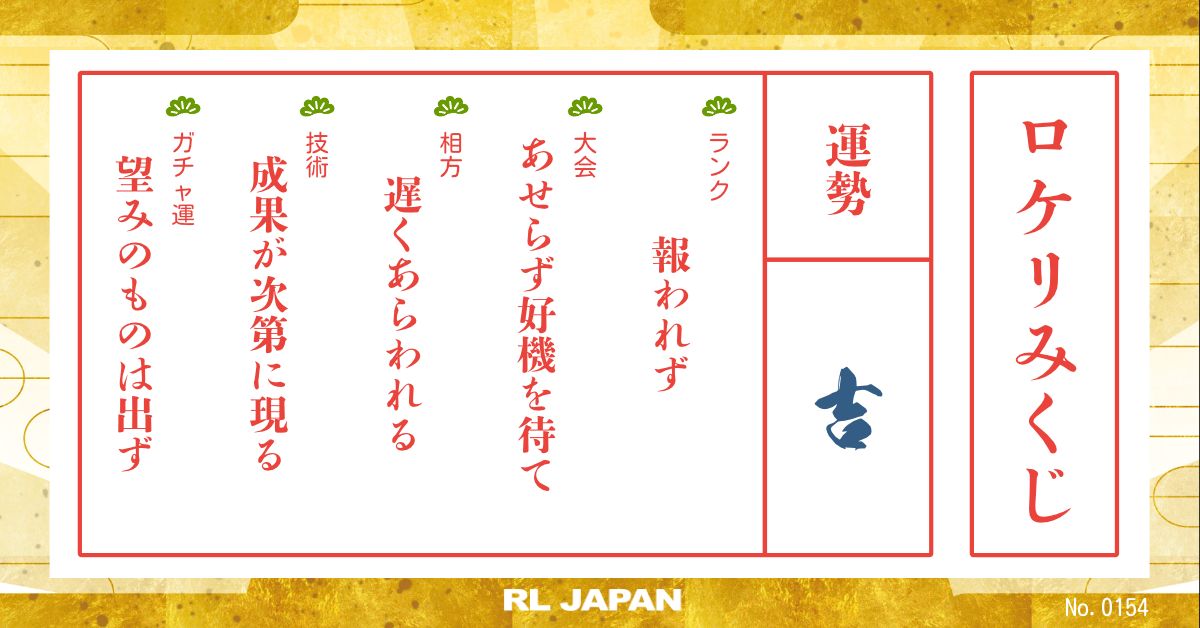 ロケリみくじ
運勢
吉
ランク
報われず
大会
あせらず好機を待て
相方
遅くあらわれる
技術
成果が次第に現る
ガチャ運
望みのものは出ず
RL JAPAN
No. 0154